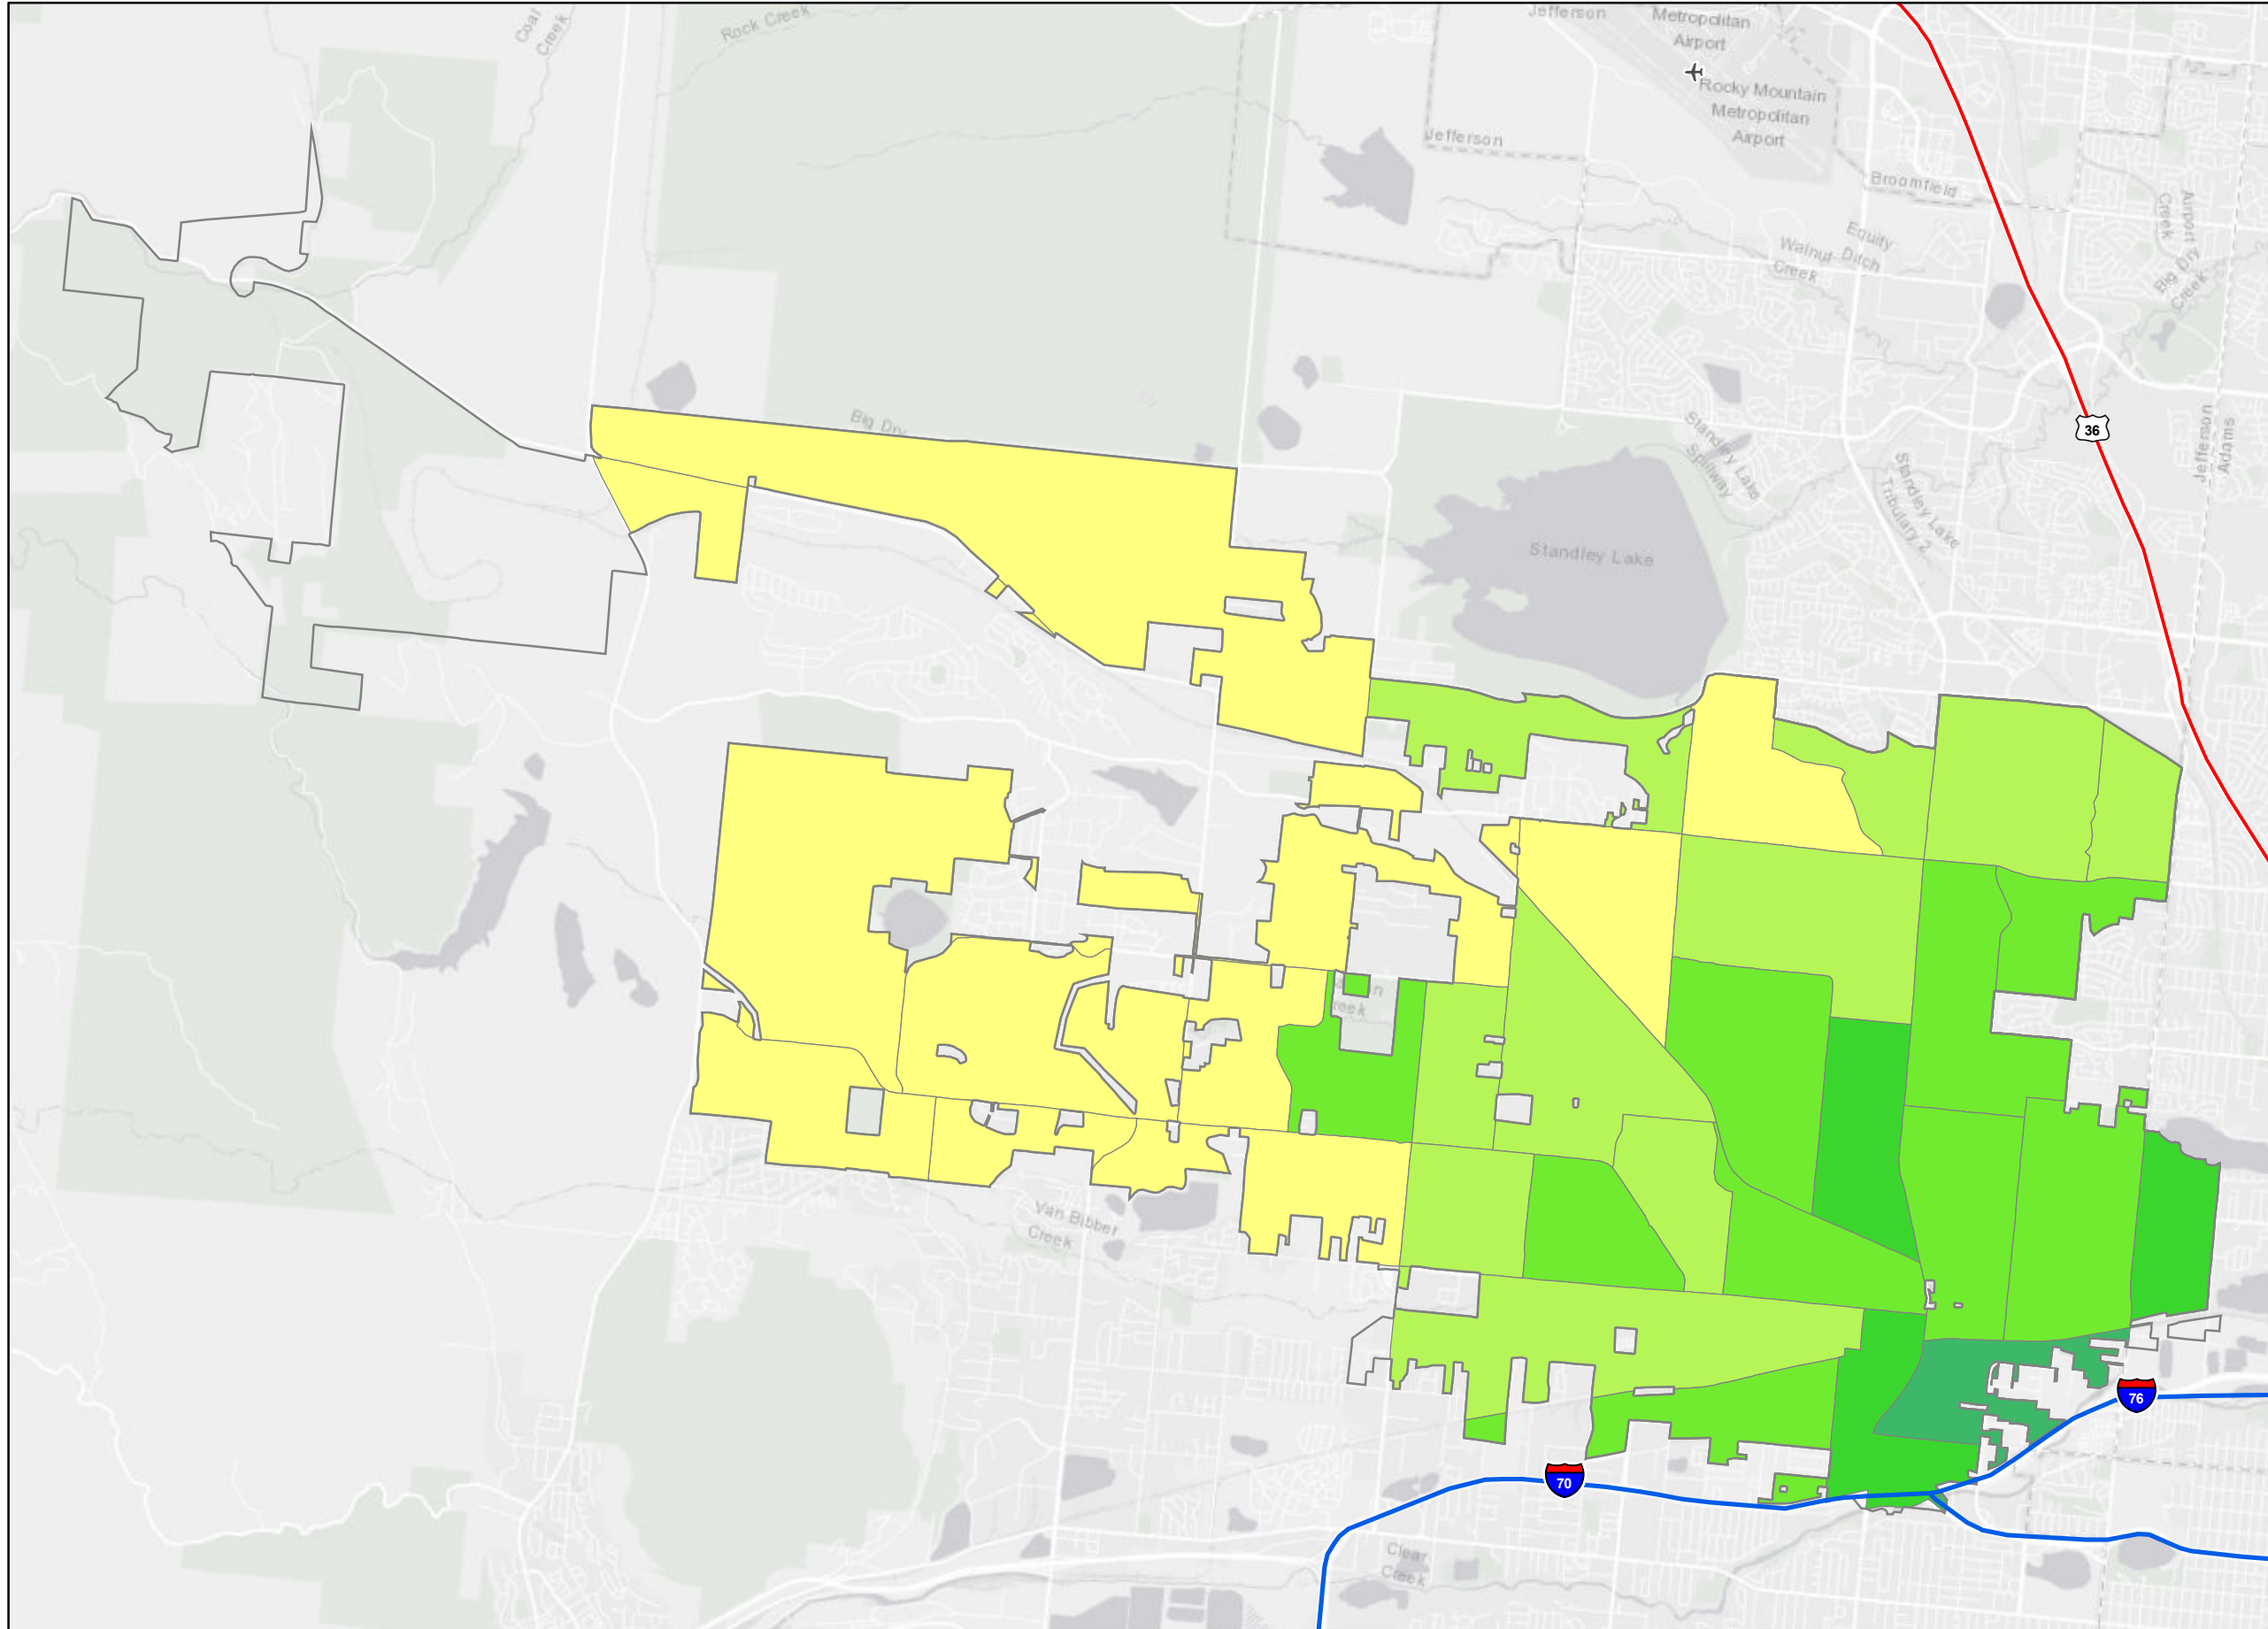 Coal
Creek
Rock Creek
Jefferson
Metropolitan
Airport
Rocky Mountain
Metropolitan
Airport
Jefferson
Broomfield
Airport
Creek
Big Dry
Creek
Equity
Ditch
Walnut
Creek
Big Dry
36
Jefferson
Adams
Standley Lake
Spillway
Standley Lake
Tributary 2
Standley Lake
Van Bibber
Creek
76
70
Clear
Creek